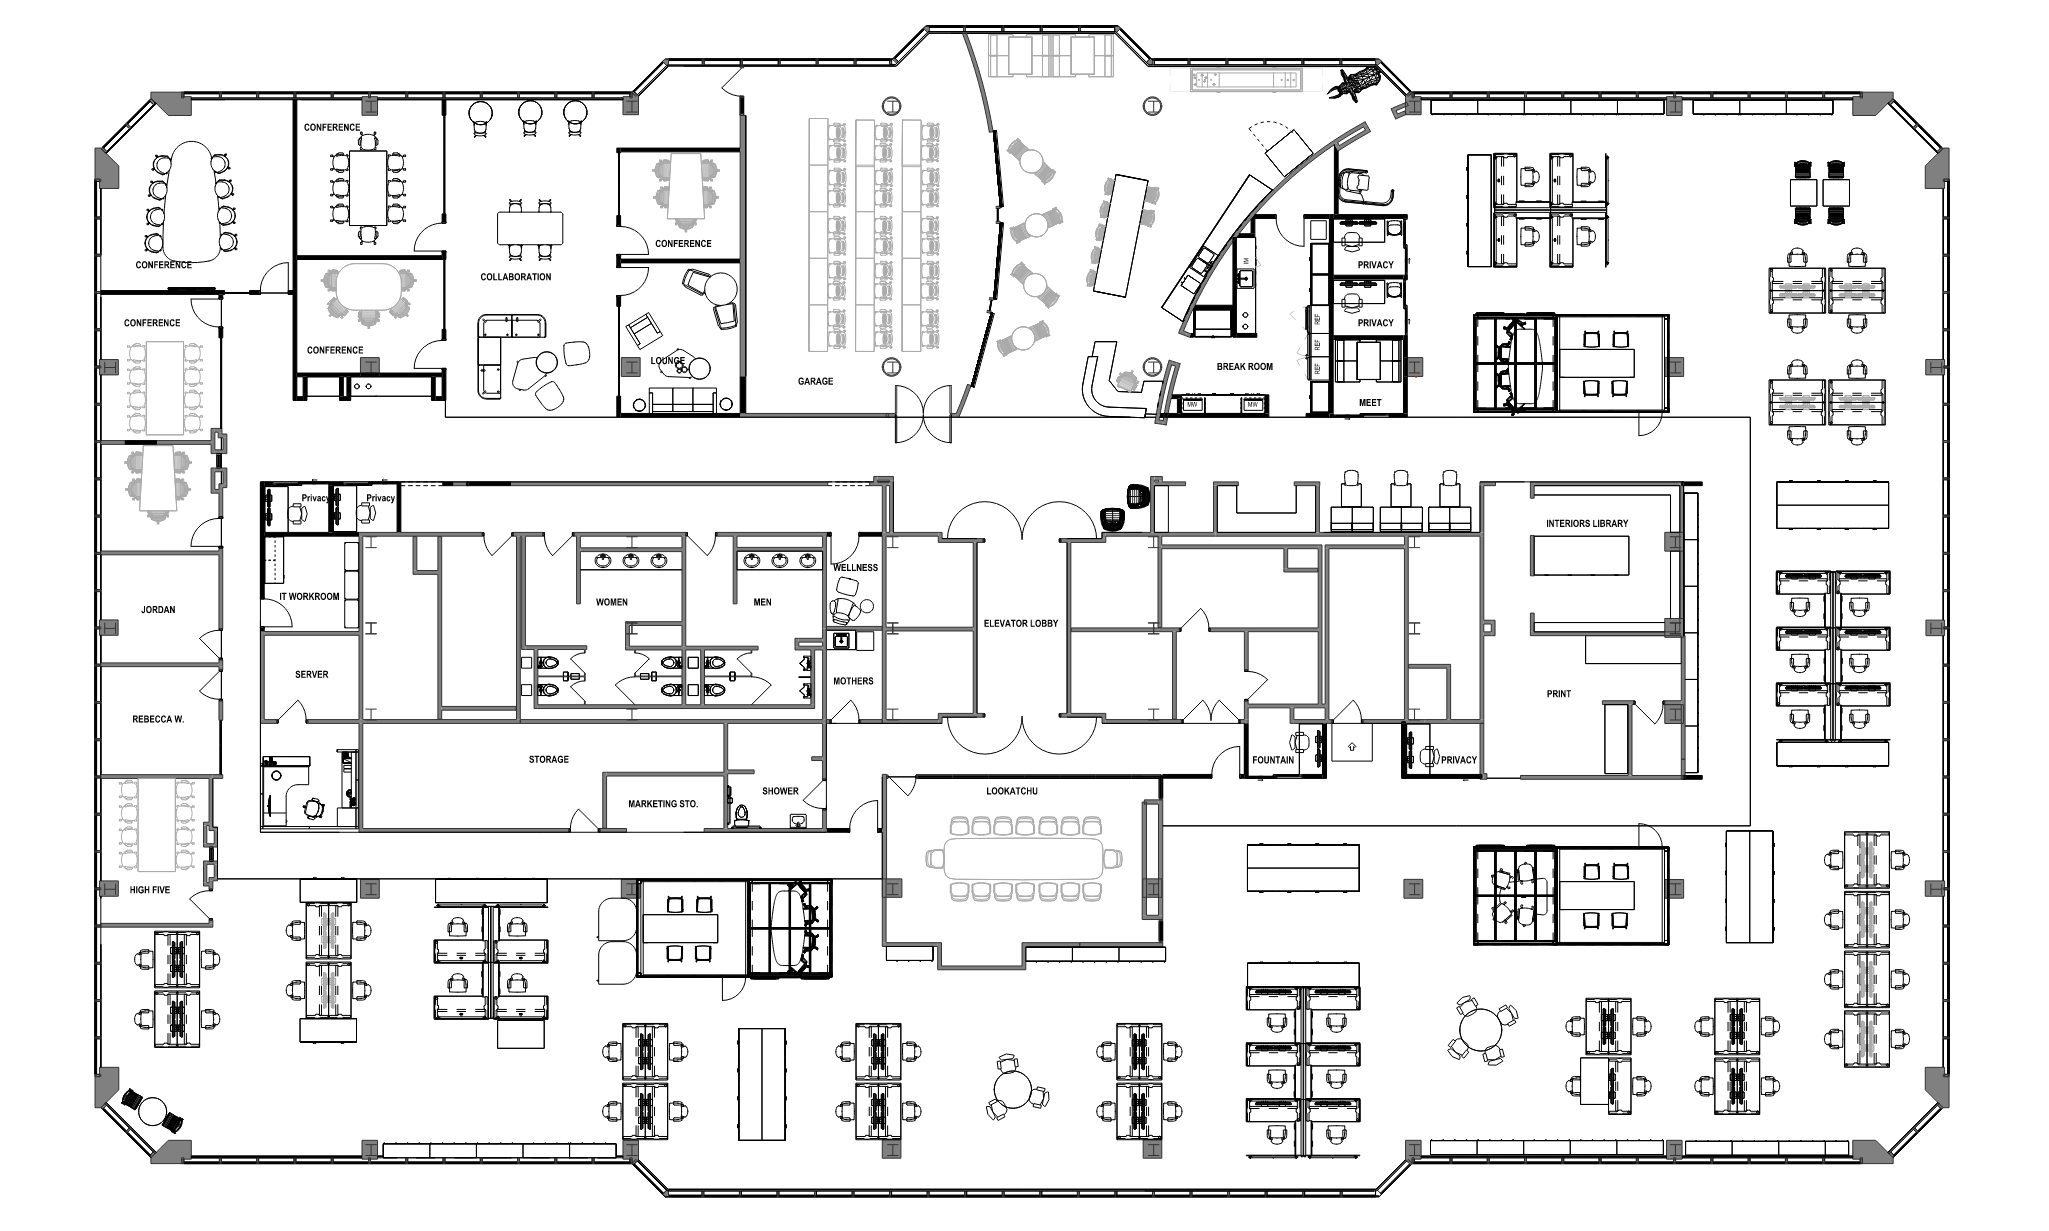 CONFERENCE
CONFERENCE
CONFERENCE
CONFERENCE
COLLABORATION
CONFERENCE
CONFERENCE
LOUNGE
GARAGE
PRIVACY
PRIVACY
IM
REF
REF
REF
BREAK ROOM
MEET
MW
MW
Privacy
Privacy
INTERIORS LIBRARY
IT WORKROOM
WOMEN
MEN
WELLNESS
JORDAN
ELEVATOR LOBBY
SERVER
MOTHERS
PRINT
REBECCA W.
STORAGE
FOUNTAIN
PRIVACY
MARKETING STO.
SHOWER
LOOKATCHU
HIGH FIVE